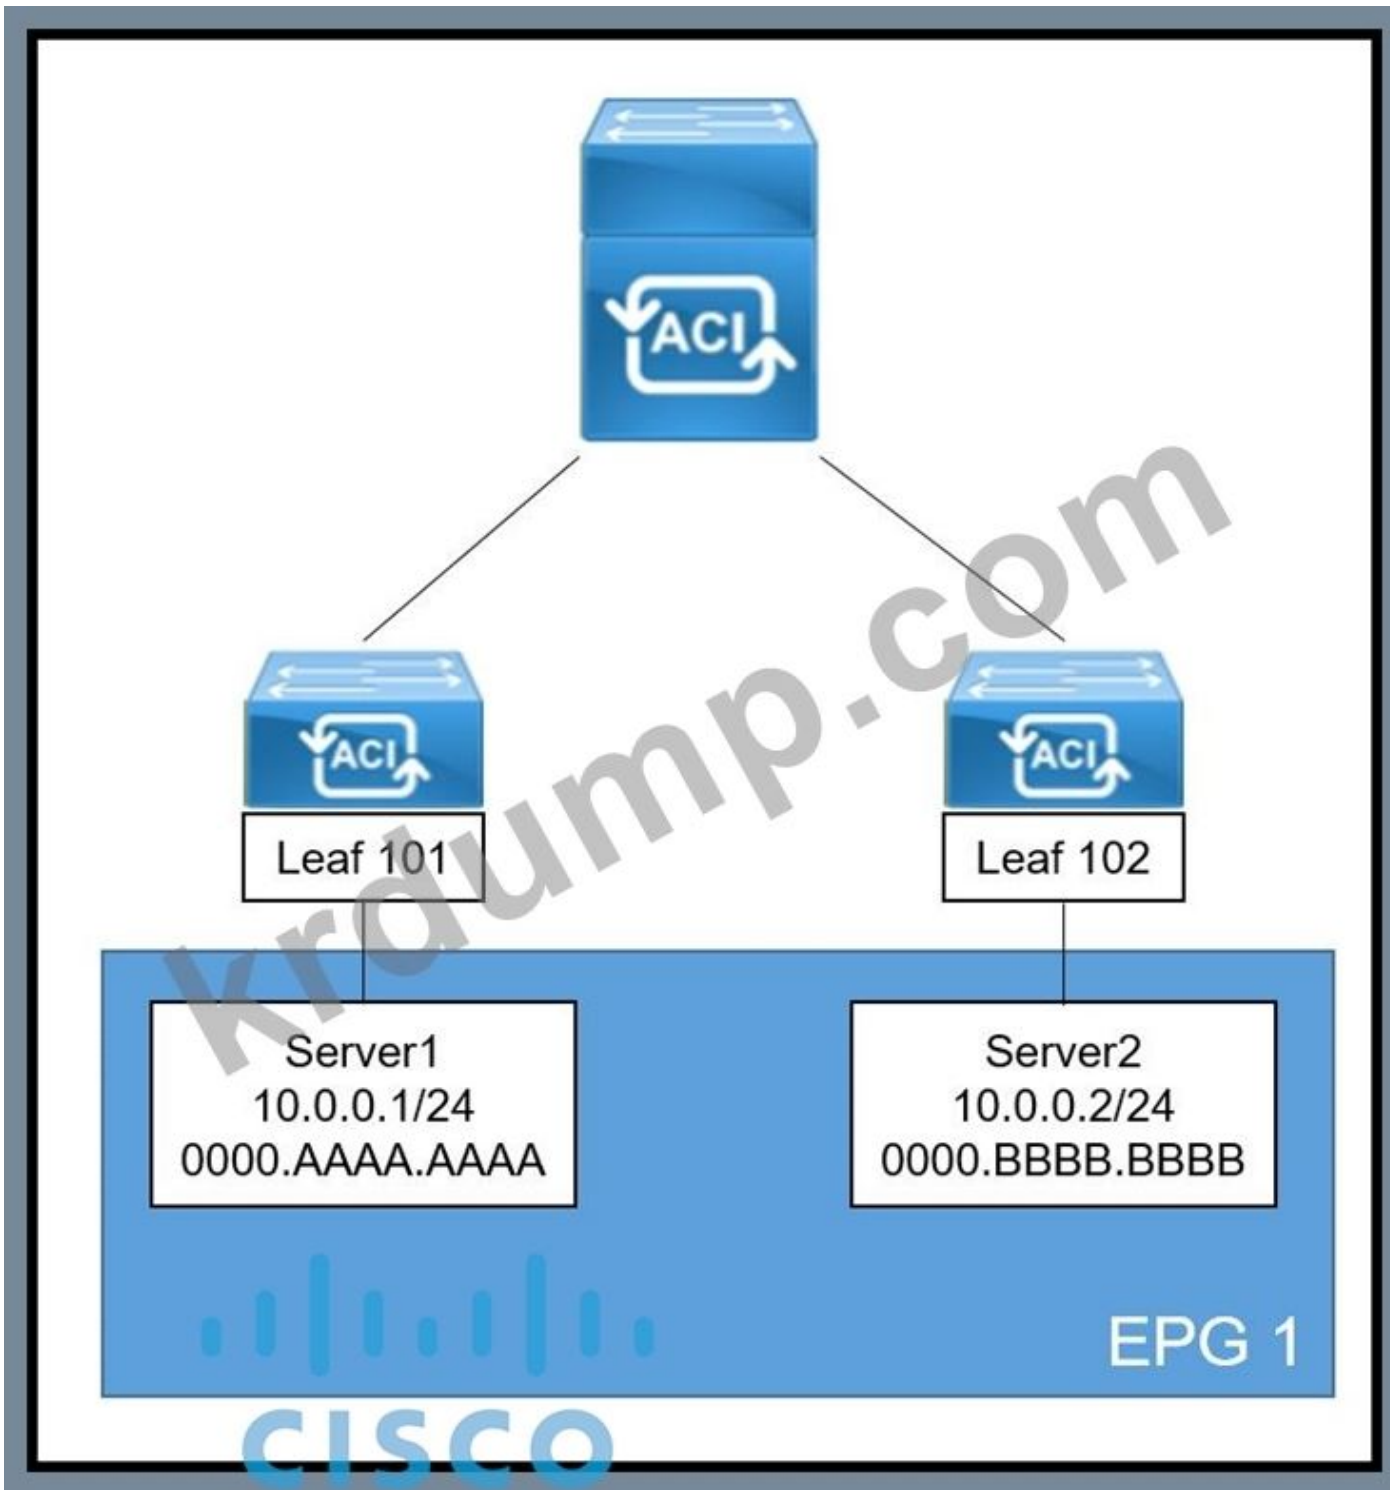 ACI
ACI
ACI
Leaf 101
Leaf 102
Server1
10.0.0.1/24
0000.AAAA.AAAA
Server2
10.0.0.2/24
0000.BBBB.BBBB
EPG 1
CISCO
krdump.com